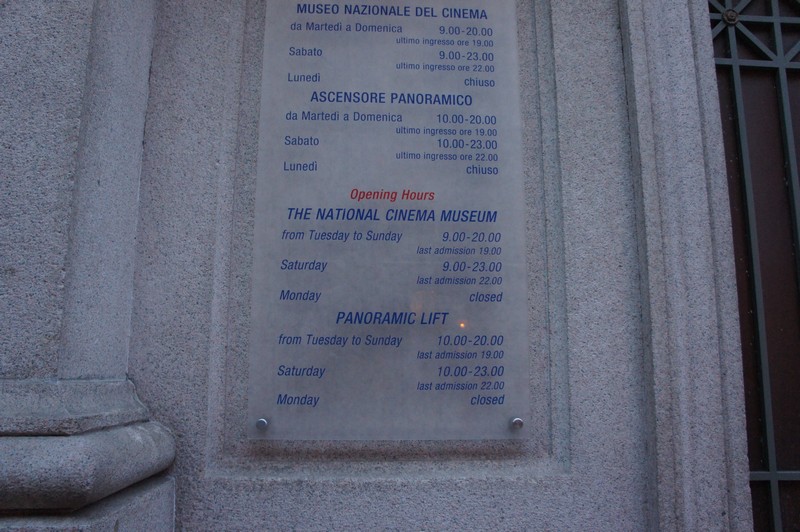 MUSEO NAZIONALE DEL CINEMA
da Martedì a Domenica 9.00-20.00
ultimo ingresso ore 19.00
Sabato 9.00-23.00
ultimo ingresso ore 22.00
Lunedì chiuso
ASCENSORE PANORAMICO
da Martedì a Domenica 10.00-20.00
ultimo ingresso ore 19.00
Sabato 10.00-23.00
ultimo ingresso ore 22.00
Lunedì chiuso
Opening Hours
THE NATIONAL CINEMA MUSEUM
from Tuesday to Sunday 9.00-20.00
last admission 19.00
Saturday 9.00-23.00
last admission 22.00
Monday closed
PANORAMIC LIFT
from Tuesday to Sunday 10.00-20.00
last admission 19.00
Saturday 10.00-23.00
last admission 22.00
Monday closed